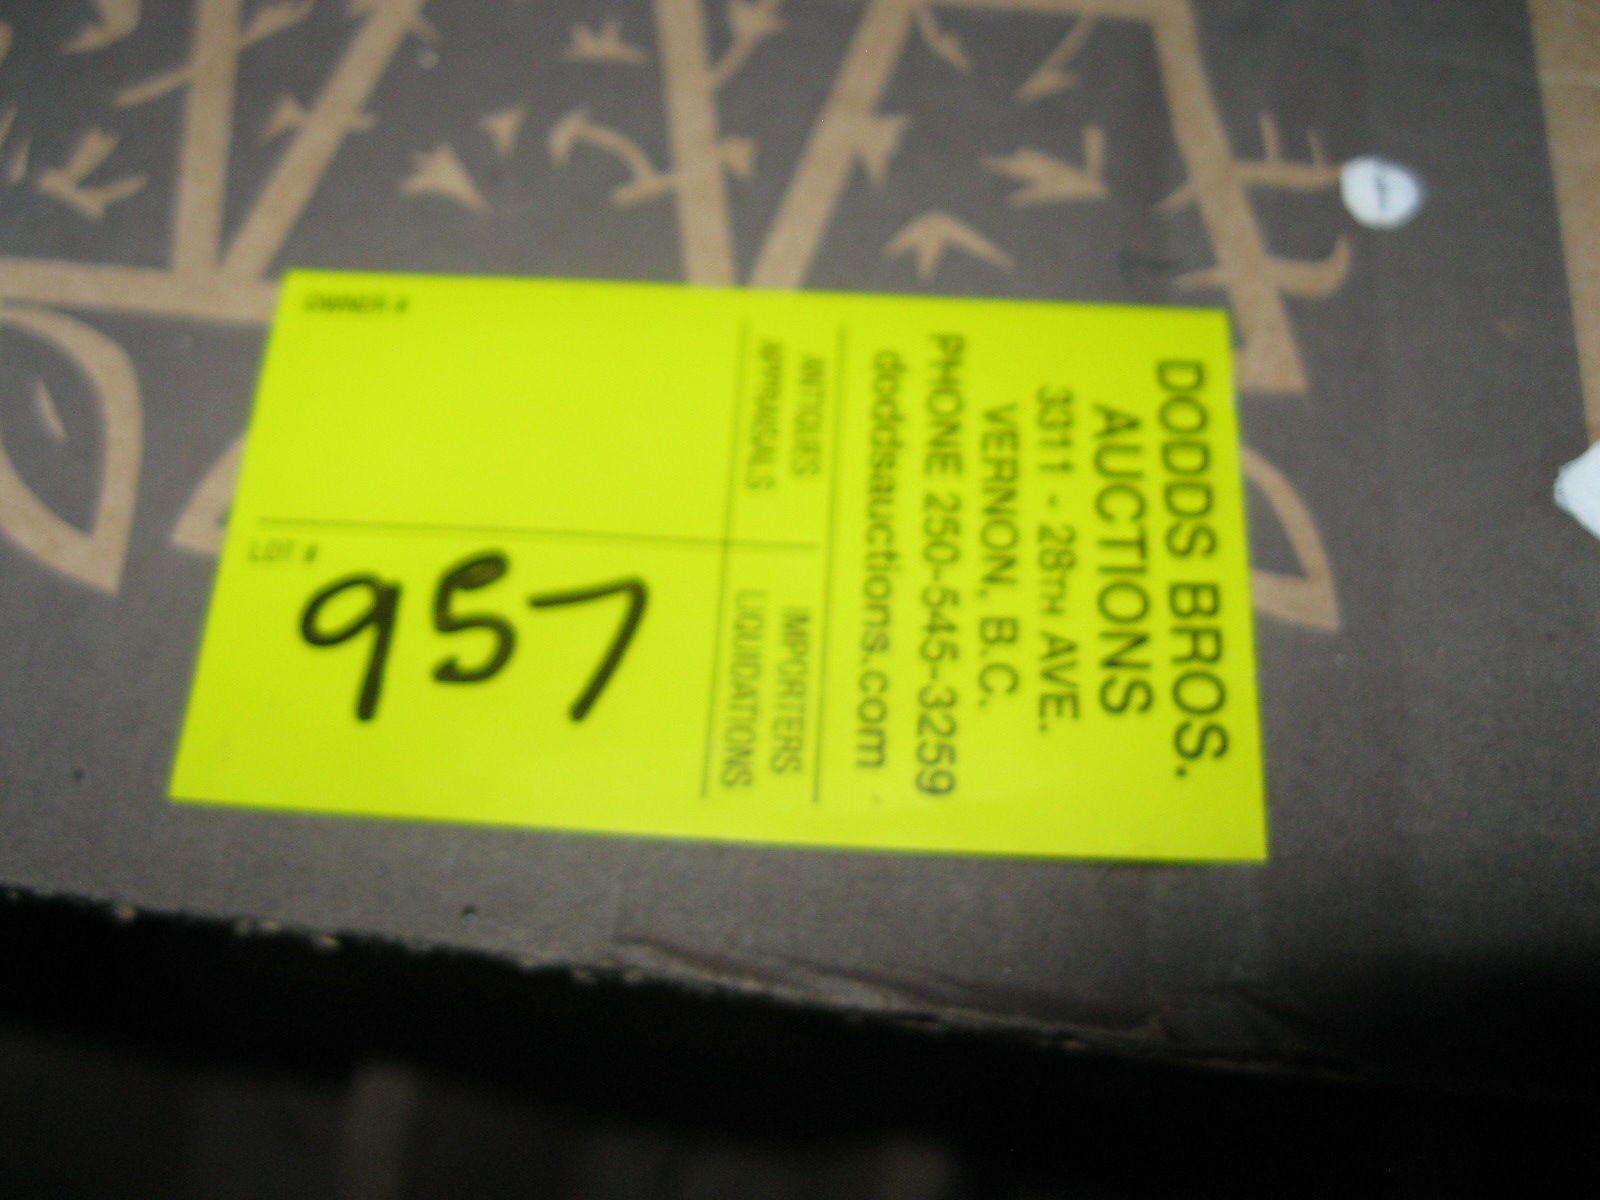 DODDS BROS.
AUCTIONS
3311 - 28TH AVE.
VERNON, B.C.
PHONE 250-545-3259
doddsauctions.com
ANTIQUES IMPORTERS
APPRAISALS LIQUIDATIONS
OWNER #
LOT #
957